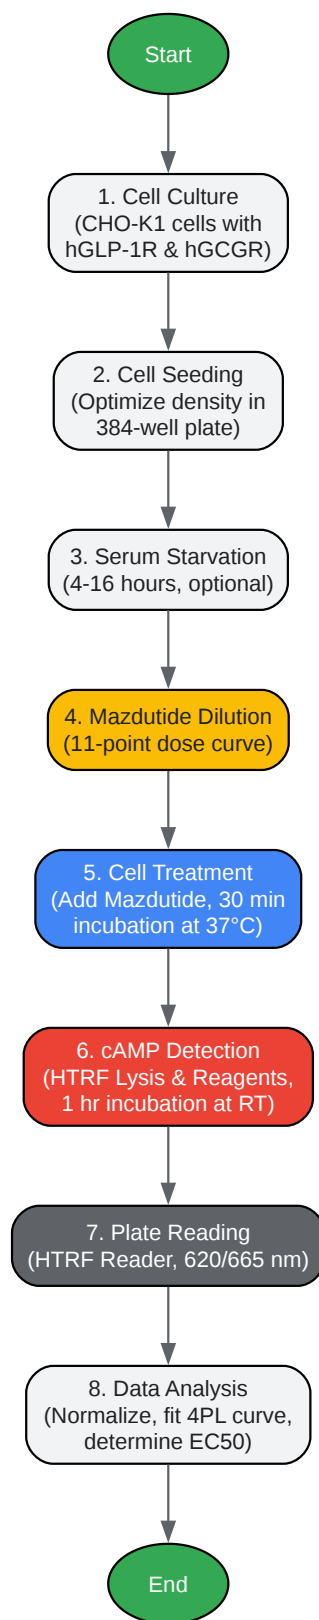 Start
1. Cell Culture
(CHO-K1 cells with
hGLP-1R & hGCGR)
2. Cell Seeding
(Optimize density in
384-well plate)
3. Serum Starvation
(4-16 hours, optional)
4. Mazdutide Dilution
(11-point dose curve)
5. Cell Treatment
(Add Mazdutide, 30 min
incubation at 37°C)
6. cAMP Detection
(HTRF Lysis & Reagents,
1 hr incubation at RT)
7. Plate Reading
(HTRF Reader, 620/665 nm)
8. Data Analysis
(Normalize, fit 4PL curve,
determine EC50)
End